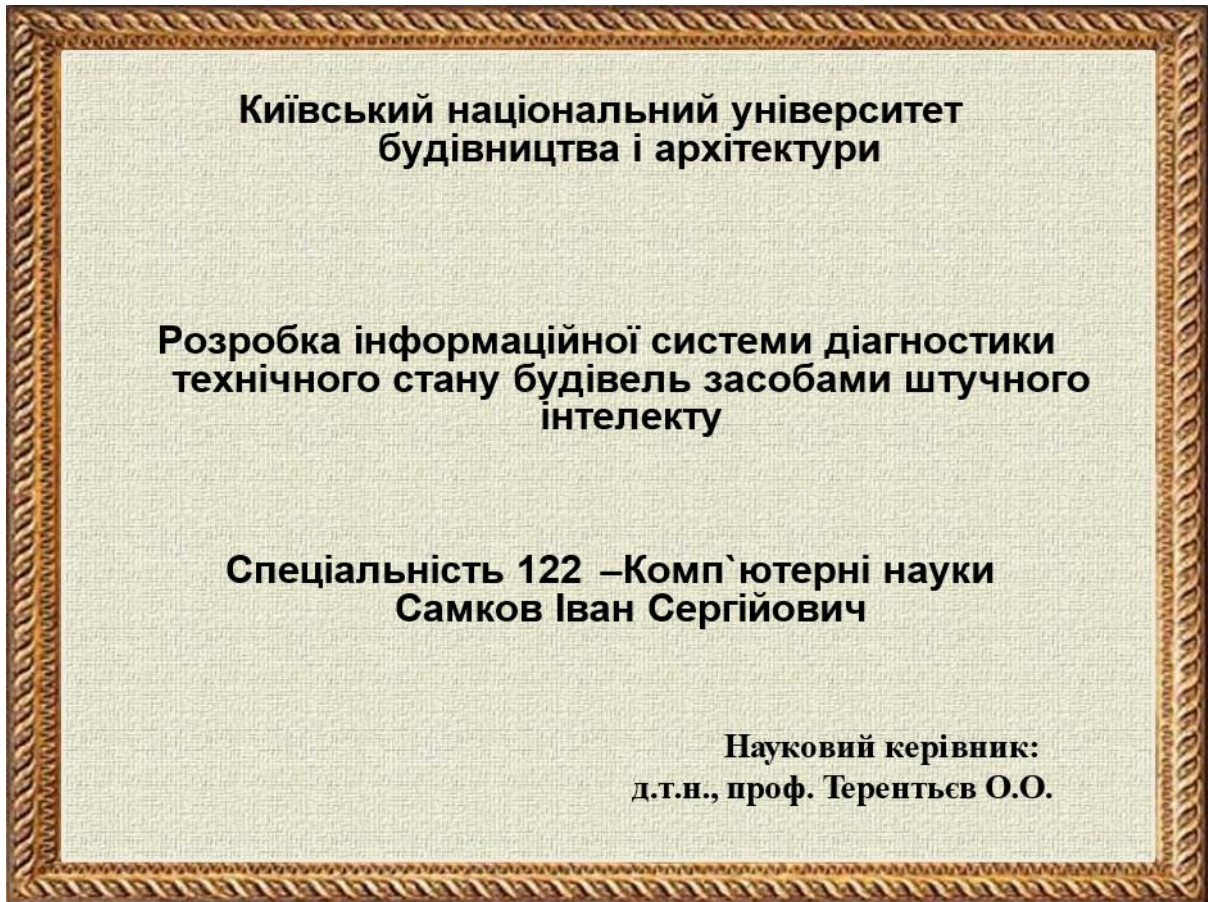 Київський національний університет
будівництва і архітектури
Розробка інформаційної системи діагностики
технічного стану будівель засобами штучного
інтелекту
Спеціальність 122 –Комп`ютерні науки
Самков Іван Сергійович
Науковий керівник:
д.т.н., проф. Терентьєв О.О.